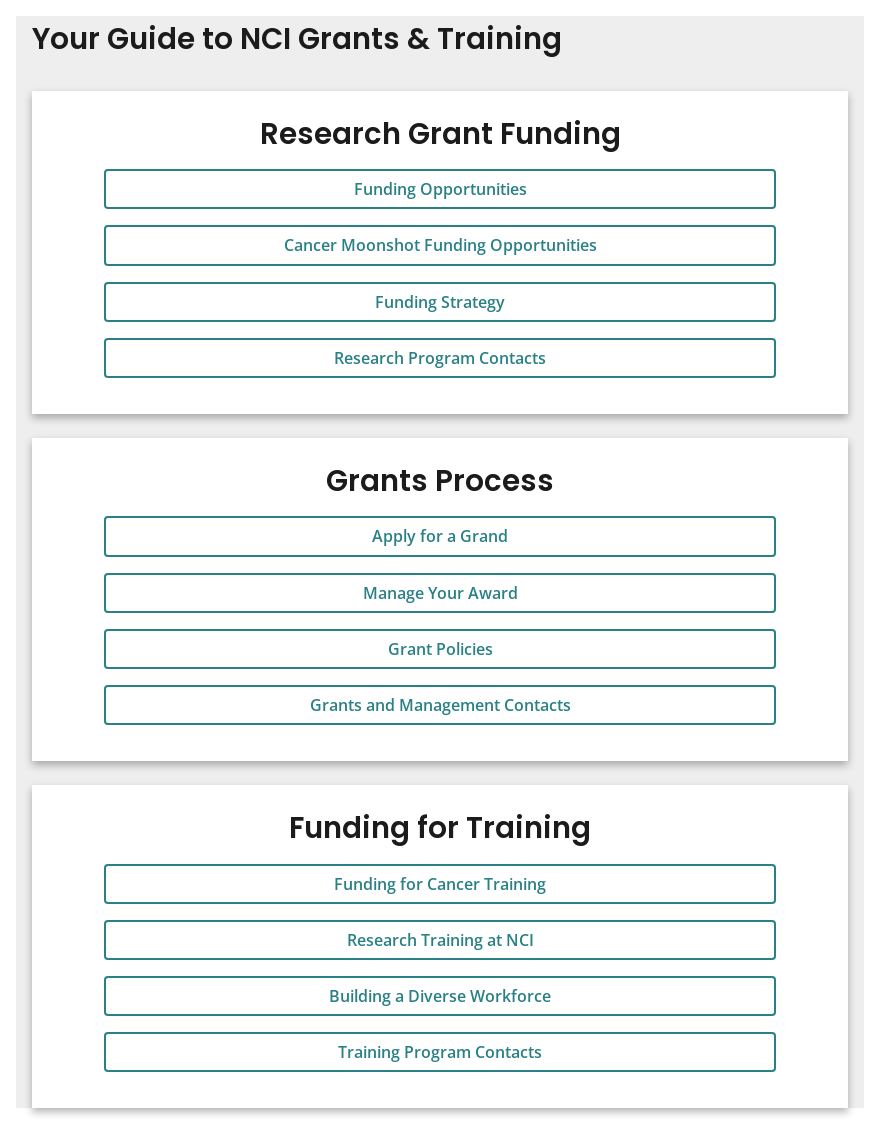 Your Guide to NCI Grants & Training
Research Grant Funding
Funding Opportunities
Cancer Moonshot Funding Opportunities
Funding Strategy
Research Program Contacts
Grants Process
Apply for a Grand
Manage Your Award
Grant Policies
Grants and Management Contacts
Funding for Training
Funding for Cancer Training
Research Training at NCI
Building a Diverse Workforce
Training Program Contacts